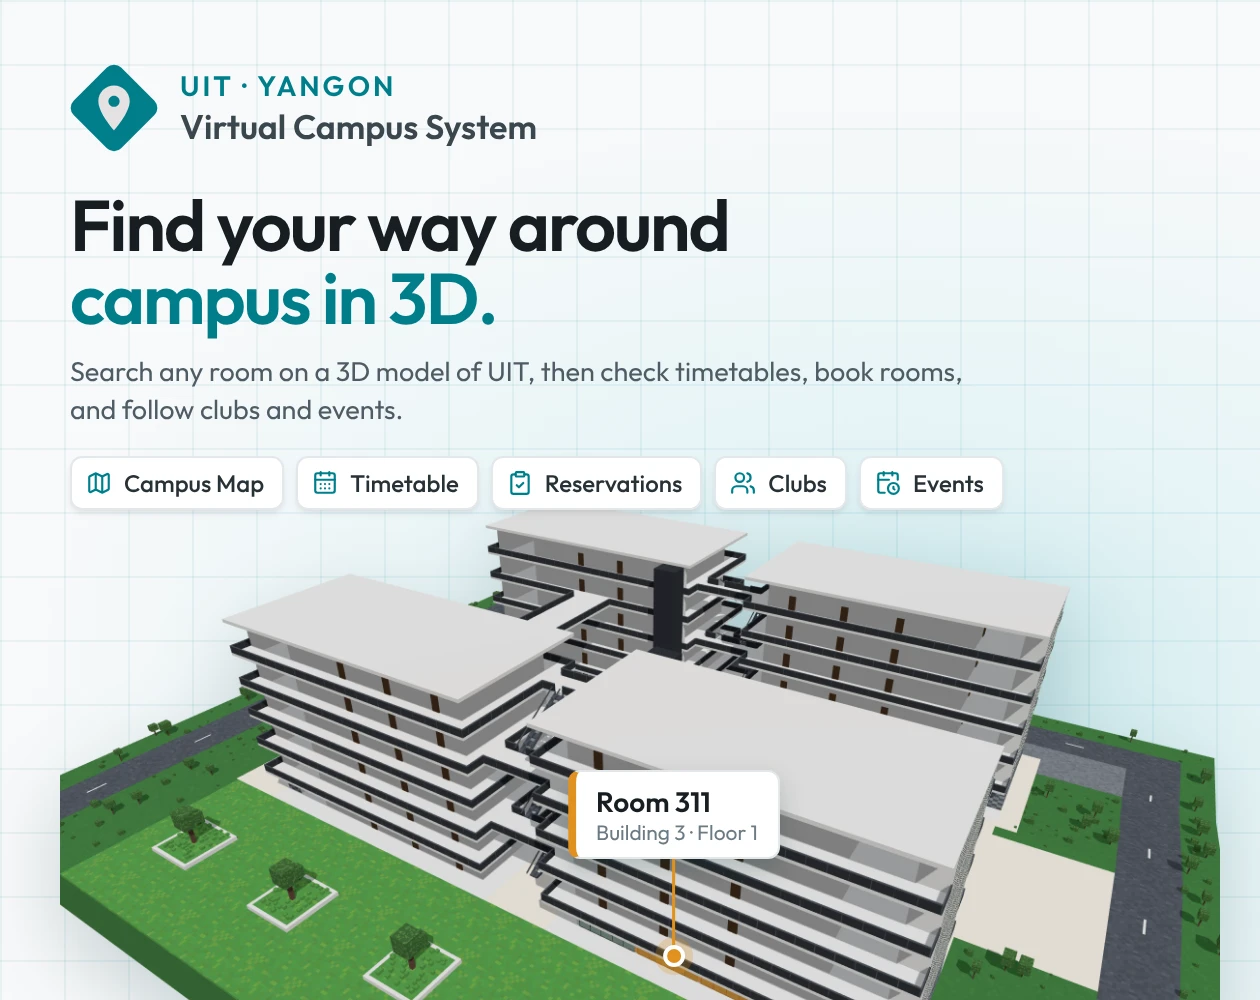 UIT · YANGON
Virtual Campus System
Find your way around
campus in 3D.
Search any room on a 3D model of UIT, then check timetables, book rooms,
and follow clubs and events.
Campus Map
Timetable
Reservations
Clubs
Events
Room 311
Building 3 · Floor 1